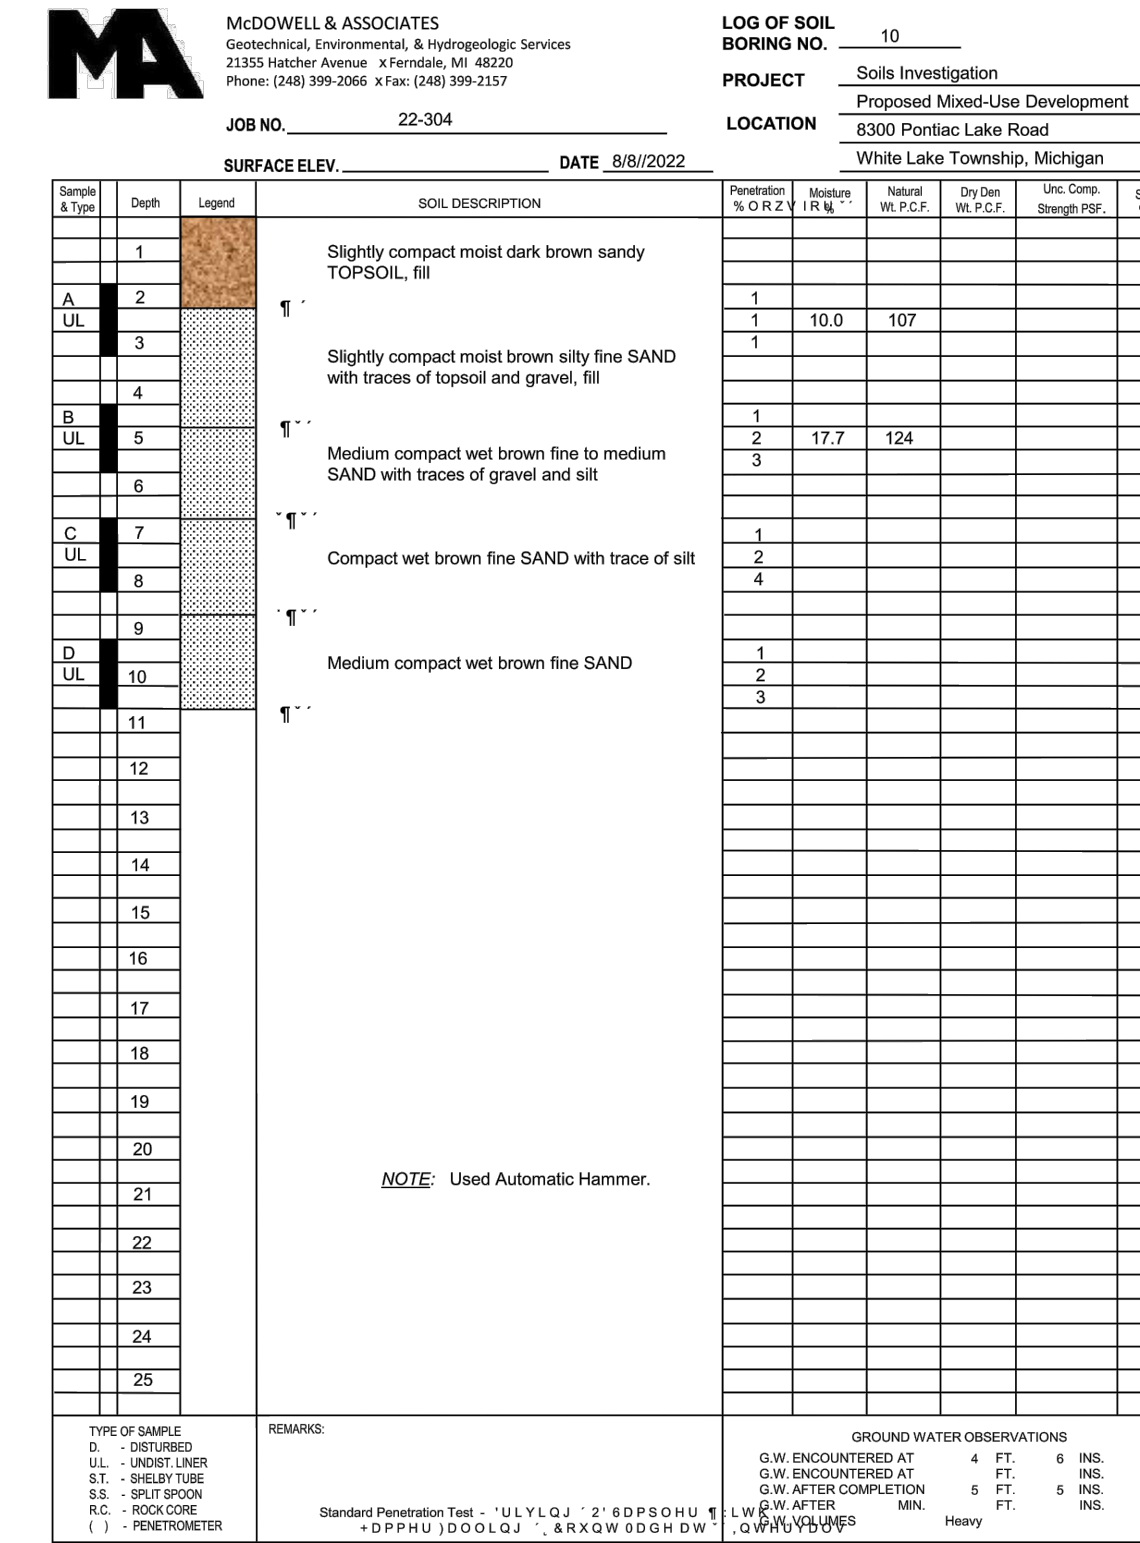 MA
McDOWELL & ASSOCIATES
Geotechnical, Environmental, & Hydrogeologic Services
21355 Hatcher Avenue x Ferndale, MI 48220
Phone: (248) 399-2066 x Fax: (248) 399-2157
LOG OF SOIL
BORING NO. 10
PROJECT Soils Investigation
Proposed Mixed-Use Development
JOB NO. 22-304
LOCATION 8300 Pontiac Lake Road
White Lake Township, Michigan
SURFACE ELEV. DATE 8/8//2022
Sample & Type Depth Legend SOIL DESCRIPTION Penetration Moisture % Natural Wt. P.C.F. Dry Den Wt. P.C.F. Unc. Comp. Strength PSF.
1 Slightly compact moist dark brown sandy
TOPSOIL, fill
A 2 1
UL 1 10.0 107
3 1
Slightly compact moist brown silty fine SAND
with traces of topsoil and gravel, fill
4
B 1
UL 5 2 17.7 124
Medium compact wet brown fine to medium 3
SAND with traces of gravel and silt
6
C 7 1
UL Compact wet brown fine SAND with trace of silt 2
8 4
9
D 1
UL 10 Medium compact wet brown fine SAND 2
3
11
12
13
14
15
16
17
18
19
20
NOTE: Used Automatic Hammer.
21
22
23
24
25
TYPE OF SAMPLE
D. - DISTURBED
U.L. - UNDIST. LINER
S.T. - SHELBY TUBE
S.S. - SPLIT SPOON
R.C. - ROCK CORE
( ) - PENETROMETER
REMARKS:
Standard Penetration Test -
GROUND WATER OBSERVATIONS
G.W. ENCOUNTERED AT 4 FT. 6 INS.
G.W. ENCOUNTERED AT FT. INS.
G.W. AFTER COMPLETION 5 FT. 5 INS.
G.W. AFTER MIN. FT. INS.
G.W. VOLUMES Heavy